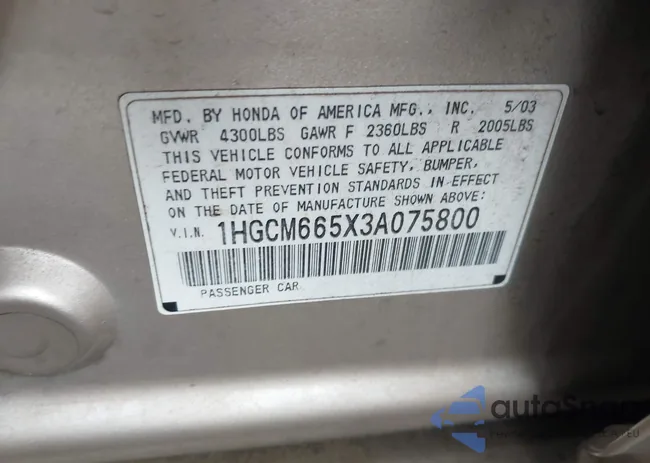 MFD. BY HONDA OF AMERICA MFG., INC. 5/03
GVWR 4300LBS GAWR F 2360LBS R 2005LBS
THIS VEHICLE CONFORMS TO ALL APPLICABLE
FEDERAL MOTOR VEHICLE SAFETY, BUMPER,
AND THEFT PREVENTION STANDARDS IN EFFECT
ON THE DATE OF MANUFACTURE SHOWN ABOVE:
V.I.N. 1HGCM665X3A075800
PASSENGER CAR